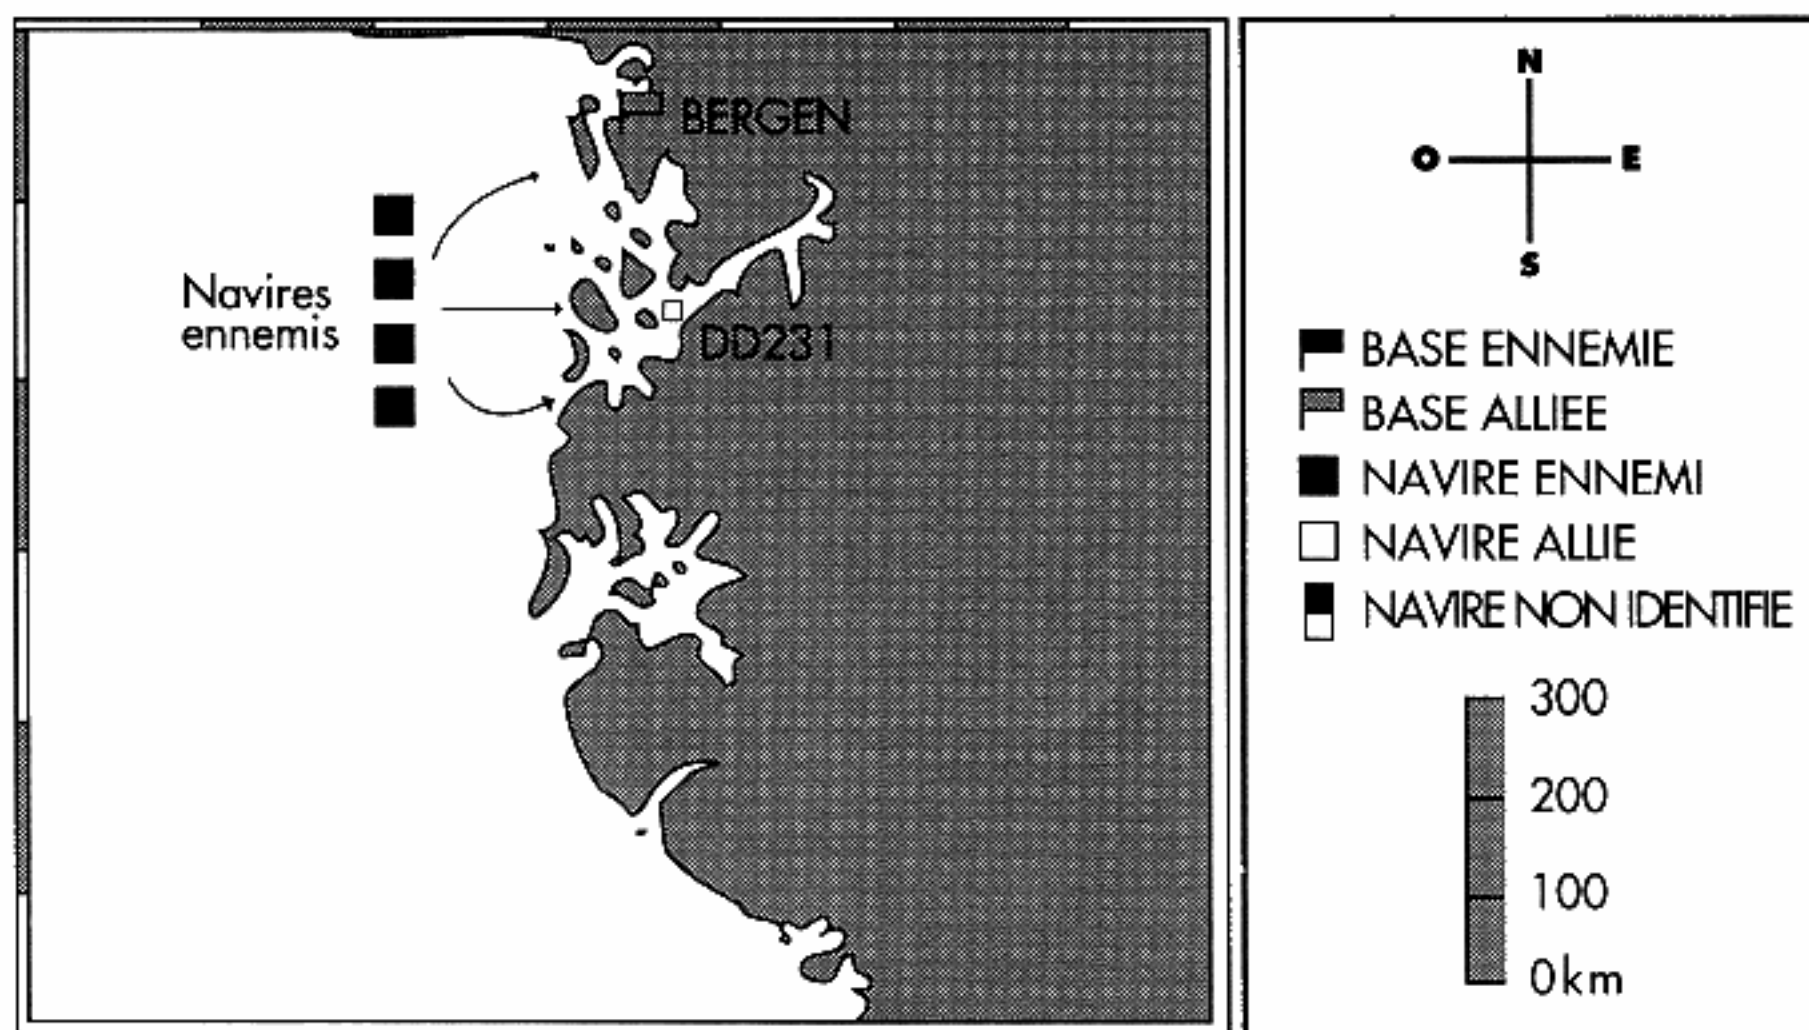 BERGEN
Navires
ennemis
DD231
N
O
E
S
BASE ENNEMIE
BASE ALLIEE
NAVIRE ENNEMI
NAVIRE ALLIE
NAVIRE NON IDENTIFIE
300
200
100
0km